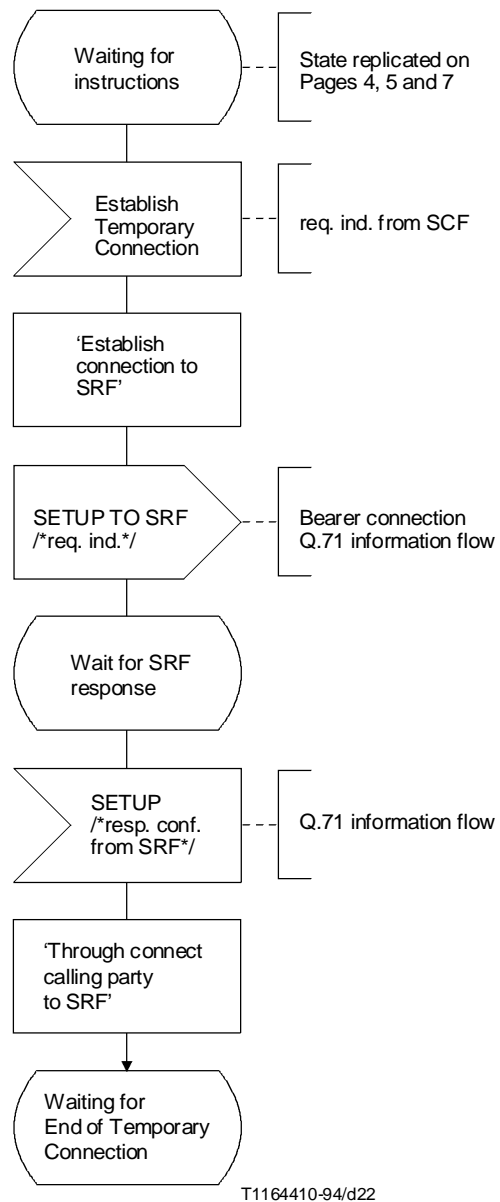 Waiting for
instructions
State replicated on
Pages 4, 5 and 7
Establish
Temporary
Connection
req. ind. from SCF
‘Establish
connection to
SRF’
SETUP TO SRF
/*req. ind.*/
Bearer connection
Q.71 information flow
Wait for SRF
response
SETUP
/*resp. conf.
from SRF*/
Q.71 information flow
‘Through connect
calling party
to SRF’
Waiting for
End of Temporary
Connection
T1164410-94/d22